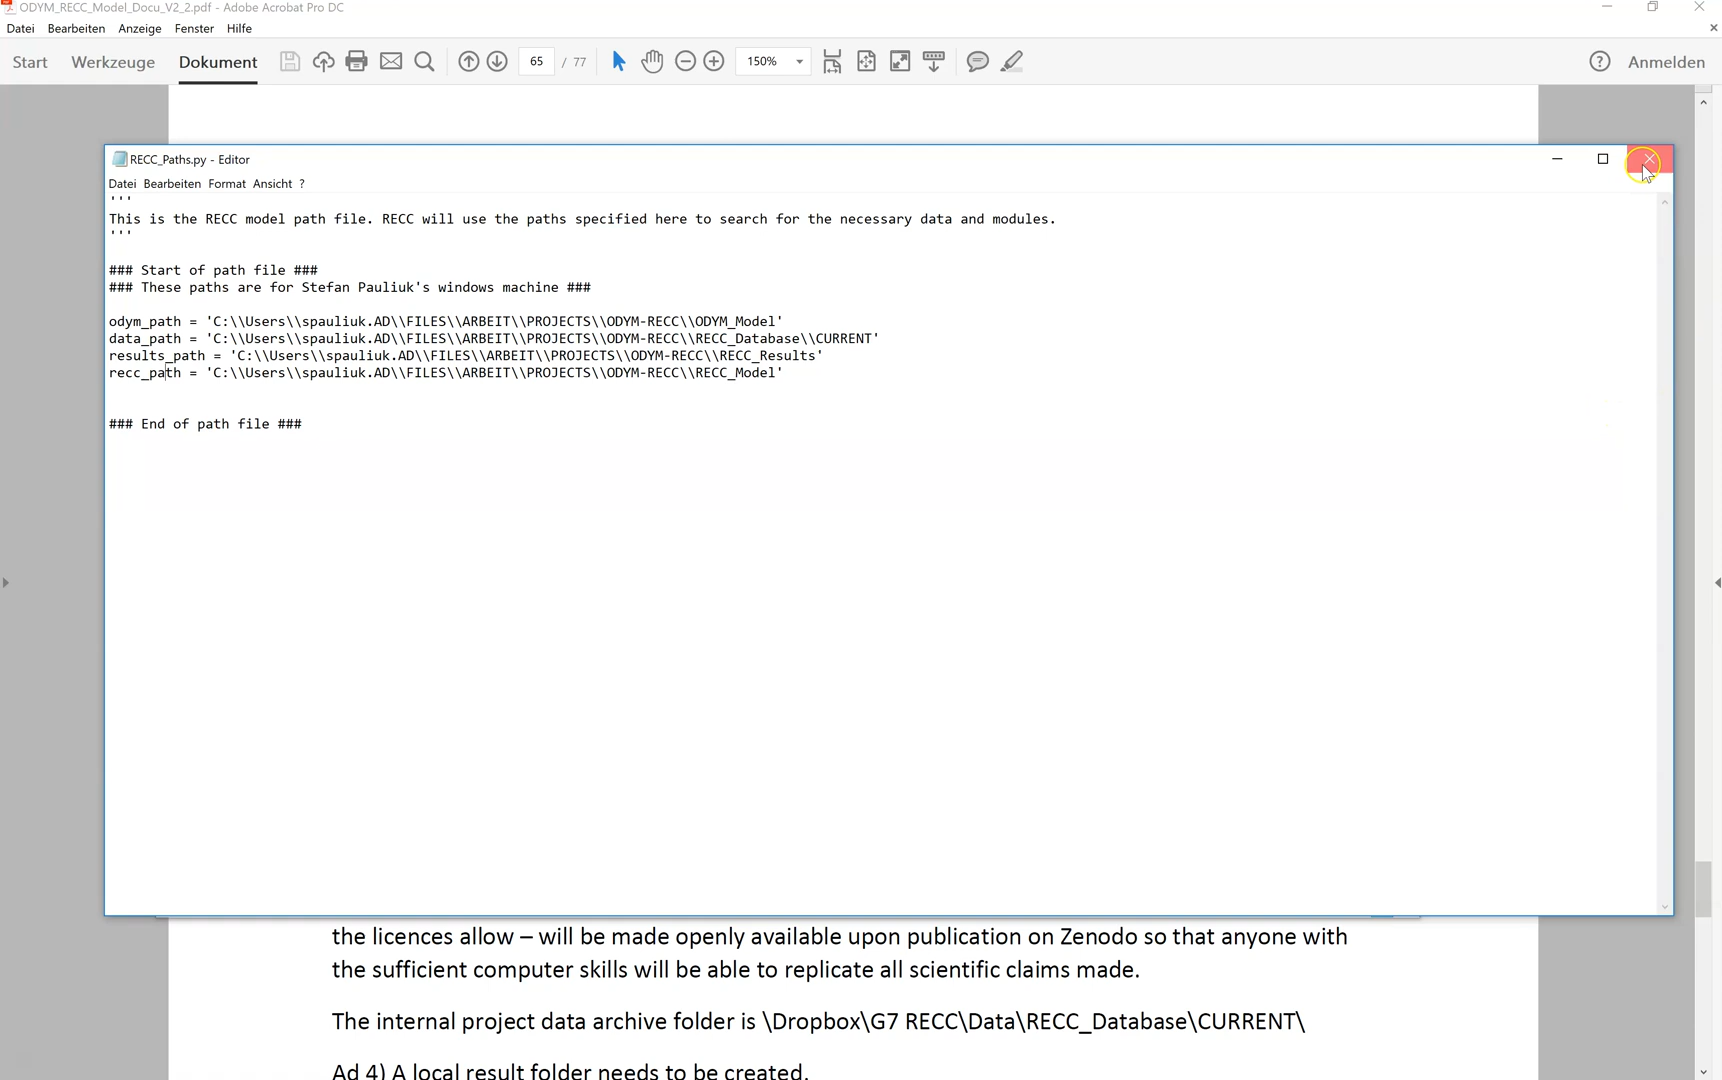 ODYM_RECC_Model_Docu_V2_2.pdf - Adobe Acrobat Pro DC
Datei Bearbeiten Anzeige Fenster Hilfe
Start Werkzeuge Dokument 65 / 77 150% Anmelden
RECC_Paths.py - Editor
Datei Bearbeiten Format Ansicht ?
'''
This is the RECC model path file. RECC will use the paths specified here to search for the necessary data and modules.
'''
### Start of path file ###
### These paths are for Stefan Pauliuk's windows machine ###
odym_path = 'C:\\Users\\spauliuk.AD\\FILES\\ARBEIT\\PROJECTS\\ODYM-RECC\\ODYM_Model'
data_path = 'C:\\Users\\spauliuk.AD\\FILES\\ARBEIT\\PROJECTS\\ODYM-RECC\\RECC_Database\\CURRENT'
results_path = 'C:\\Users\\spauliuk.AD\\FILES\\ARBEIT\\PROJECTS\\ODYM-RECC\\RECC_Results'
recc_path = 'C:\\Users\\spauliuk.AD\\FILES\\ARBEIT\\PROJECTS\\ODYM-RECC\\RECC_Model'
### End of path file ###
the licences allow – will be made openly available upon publication on Zenodo so that anyone with
the sufficient computer skills will be able to replicate all scientific claims made.
The internal project data archive folder is \Dropbox\G7 RECC\Data\RECC_Database\CURRENT\
Ad 4) A local result folder needs to be created.